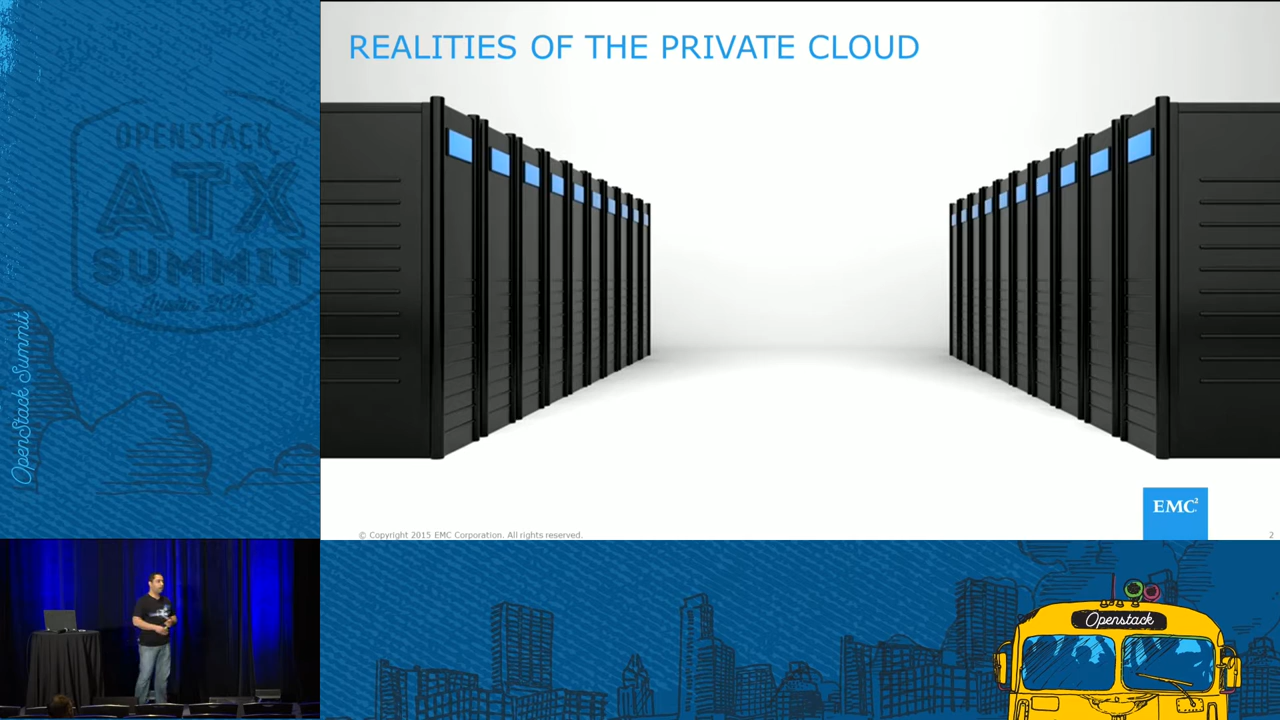 REALITIES OF THE PRIVATE CLOUD
OPENSTACK
ATX
SUMMIT
Austin 2016
OpenStack Summit
EMC²
© Copyright 2015 EMC Corporation. All rights reserved.
2
Openstack